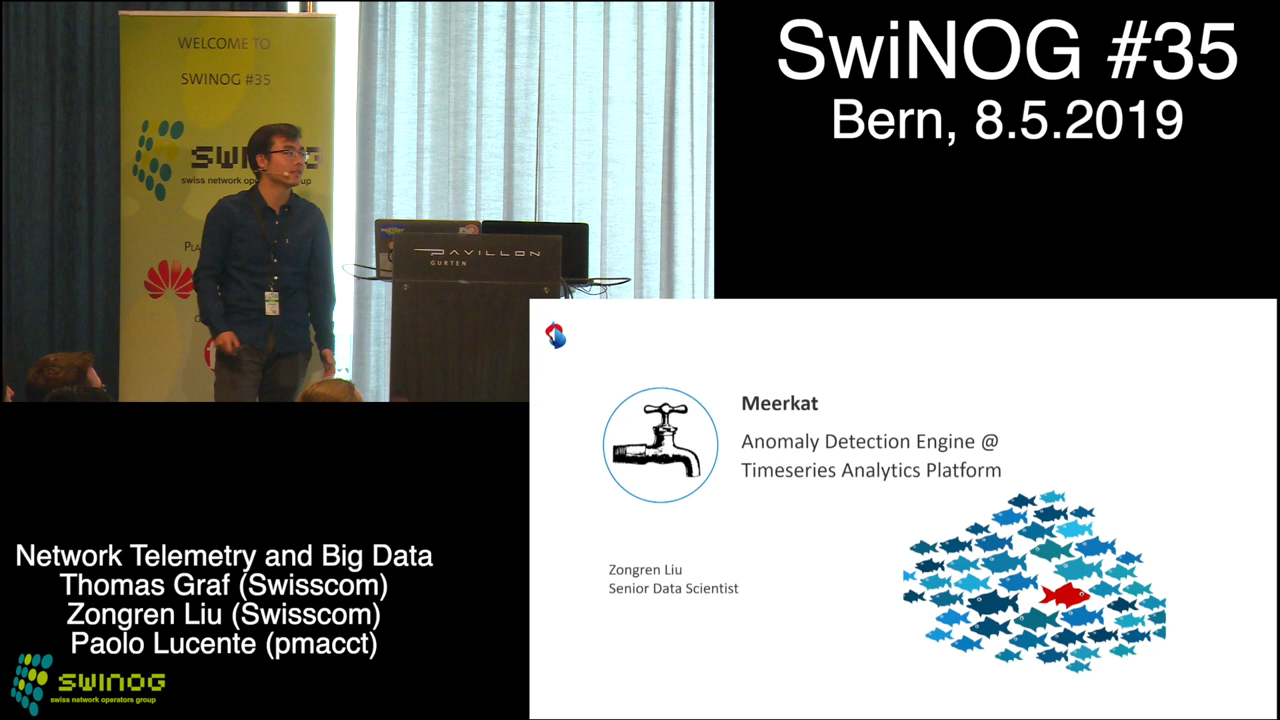 WELCOME TO
SWINOG #35
swiss network
PAVILLON
GURTEN
SwiNOG #35
Bern, 8.5.2019
Meerkat
Anomaly Detection Engine @
Timeseries Analytics Platform
Zongren Liu
Senior Data Scientist
Network Telemetry and Big Data
Thomas Graf (Swisscom)
Zongren Liu (Swisscom)
Paolo Lucente (pmacct)
swinog
swiss network operators group